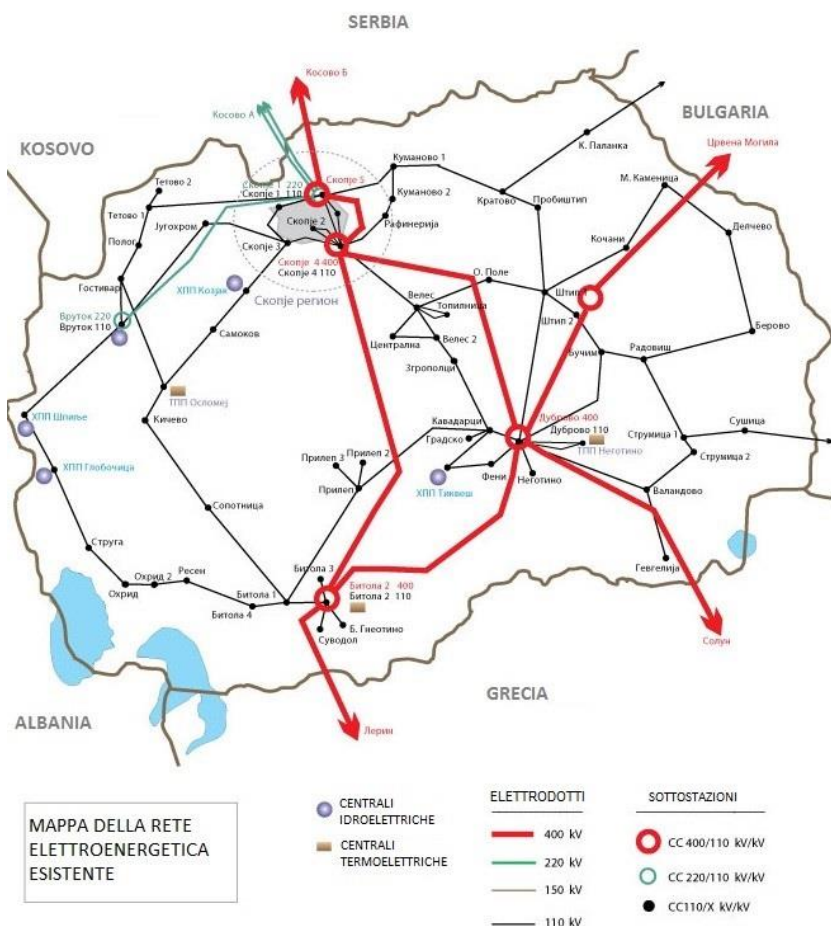 SERBIA
Косово Б
Косово А
BULGARIA
KOSOVO
Црвена Могила
К. Паланка
Куманово 1
Скопје 5
Скопје 1 220
Скопје 1 110
Тетово 2
Куманово 2
М. Каменица
Кратово
Пробиштип
Тетово 1
Југохром
Скопје 2
Рафинерија
Делчево
Полог
Скопје 3
Кочани
Скопје 4 400
Скопје 4 110
О. Поле
Гостивар
ХПП Козјак
Скопје регион
Штип 1
Велес
Топилница
Вруток 220
Вруток 110
Штип 2
Самоков
Берово
Централна
Велес 2
Бучим
Радовиш
Згрополци
ТПП Осломеј
ХПП Шпиље
Кичево
Кавадарци
Дуброво 400
Дуброво 110
Сушица
Градско
Струмица 1
ТПП Неготино
Прилеп 3
Прилеп 2
Струмица 2
ХПП Глобочица
Фени
Неготино
Прилеп
ХПП Тиквеш
Валандово
Сопотница
Струга
Гевгелија
Битола 3
Ресен
Охрид 2
Битола 2 400
Битола 2 110
Охрид
Битола 1
Битола 4
Б. Гнеотино
Суводол
Солун
GRECIA
ALBANIA
Лерин
MAPPA DELLA RETE
ELETTROENERGETICA
ESISTENTE
CENTRALI
IDROELETTRICHE
CENTRALI
TERMOELETTRICHE
ELETTRODOTTI
400 kV
220 kV
150 kV
110 kV
SOTTOSTAZIONI
CC 400/110 kV/kV
CC 220/110 kV/kV
CC110/X kV/kV